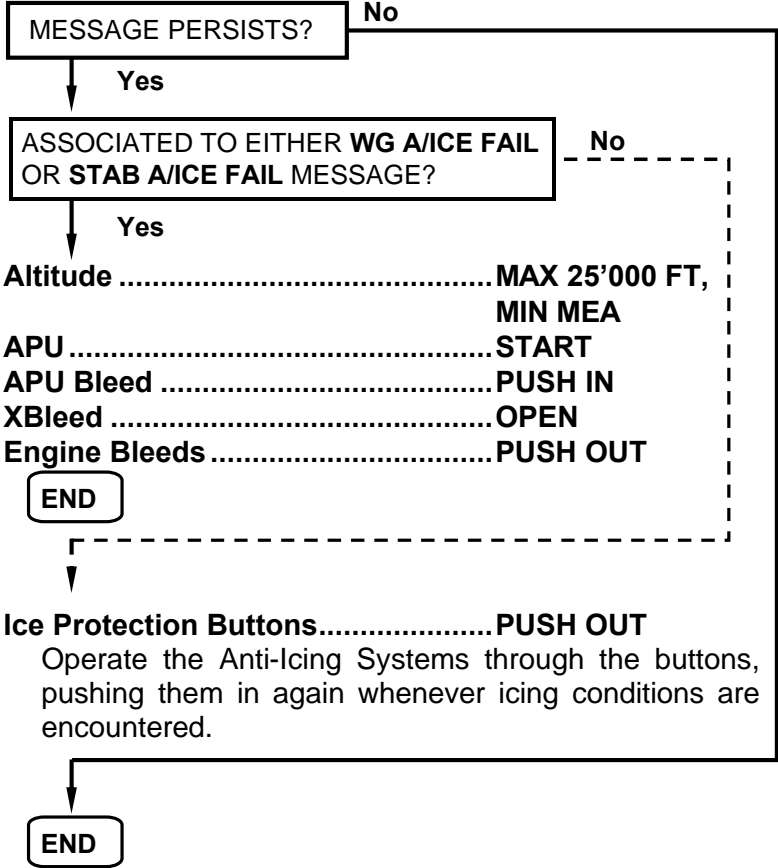 MESSAGE PERSISTS?
No
Yes
ASSOCIATED TO EITHER WG A/ICE FAIL
OR STAB A/ICE FAIL MESSAGE?
No
Yes
Altitude .............................................MAX 25'000 FT,
MIN MEA
APU...................................................START
APU Bleed ........................................PUSH IN
XBleed ..............................................OPEN
Engine Bleeds..................................PUSH OUT
END
Ice Protection Buttons.....................PUSH OUT
Operate the Anti-Icing Systems through the buttons,
pushing them in again whenever icing conditions are
encountered.
END